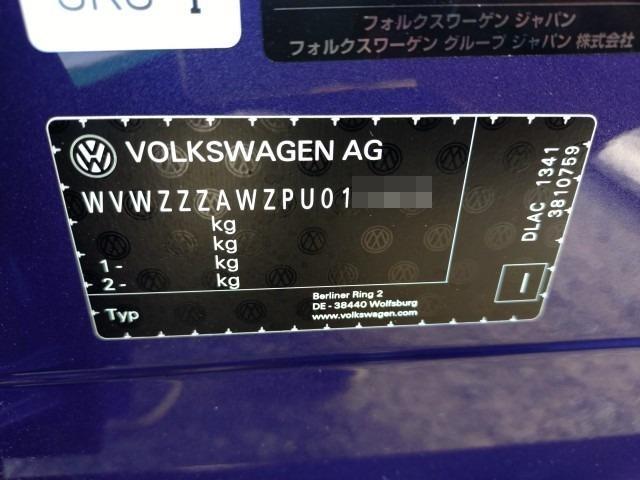 フォルクスワーゲン ジャパン
フォルクスワーゲン グループ ジャパン 株式会社
VOLKSWAGEN AG
WVWZZZAWZPU01
kg
kg
1 - kg
2 - kg
Typ
Berliner Ring 2
DE - 38440 Wolfsburg
www.volkswagen.com
DLAC 1341
3810759
I